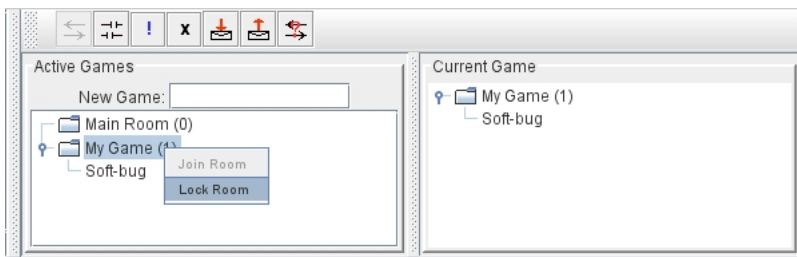 ! x ?
Active Games
New Game:
Main Room (0)
My Game (1)
Soft-bug
Join Room
Lock Room
Current Game
My Game (1)
Soft-bug